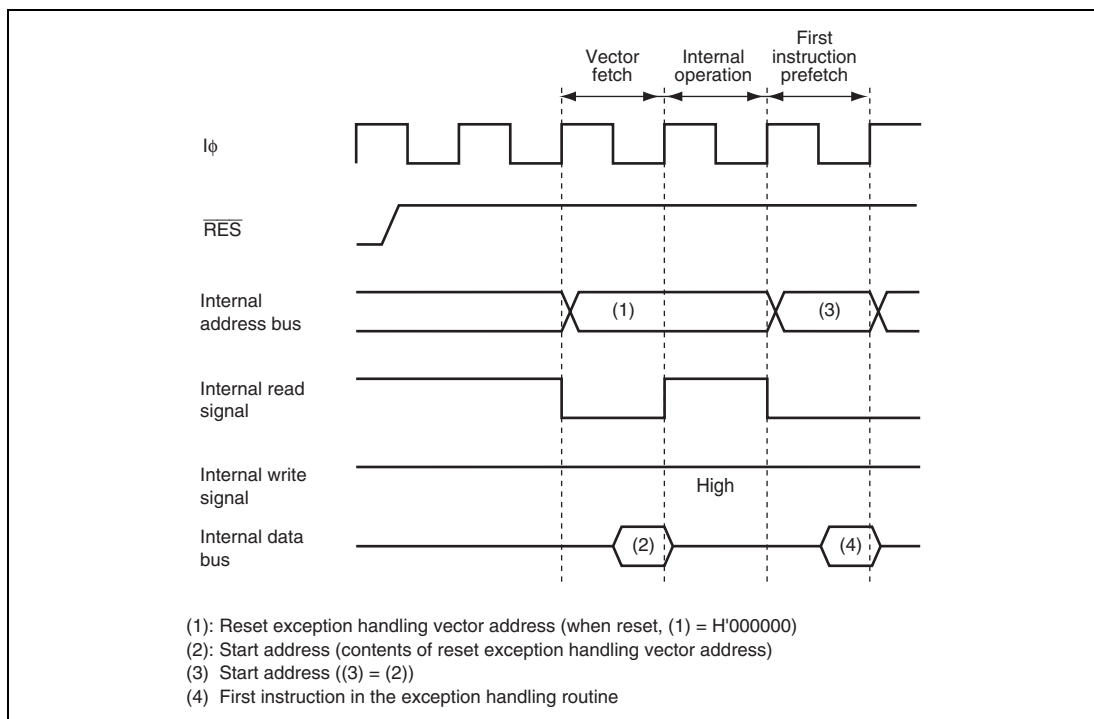 Vector
fetch
Internal
operation
First
instruction
prefetch
Iϕ
RES
Internal
address bus
(1)
(3)
Internal read
signal
Internal write
signal
High
Internal data
bus
(2)
(4)
(1): Reset exception handling vector address (when reset, (1) = H'000000)
(2): Start address (contents of reset exception handling vector address)
(3) Start address ((3) = (2))
(4) First instruction in the exception handling routine